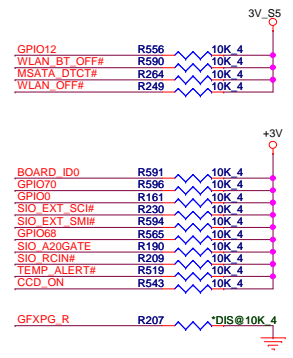 3V_S5
GPIO12 R556 10K_4
WLAN_BT_OFF# R590 10K_4
MSATA_DTCT# R264 10K_4
WLAN_OFF# R249 10K_4
+3V
BOARD_ID0 R591 10K_4
GPIO70 R596 10K_4
GPIO0 R161 10K_4
SIO_EXT_SCI# R230 10K_4
SIO_EXT_SMI# R594 10K_4
GPIO68 R565 10K_4
SIO_A20GATE R190 10K_4
SIO_RCIN# R209 10K_4
TEMP_ALERT# R519 10K_4
CCD_ON R543 10K_4
GFXPG_R R207 *DIS@10K_4